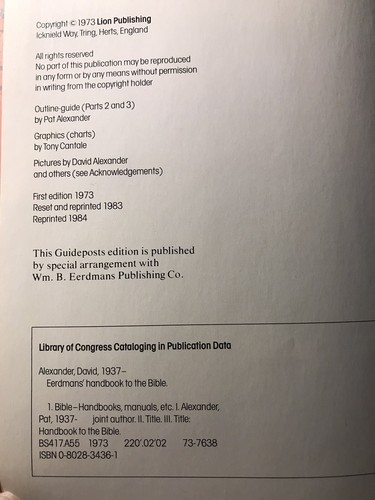 Copyright © 1973 Lion Publishing
Icknield Way, Tring, Herts, England
All rights reserved
No part of this publication may be reproduced
in any form or by any means without permission
in writing from the copyright holder
Outline-guide (Parts 2 and 3)
by Pat Alexander
Graphics (charts)
by Tony Cantale
Pictures by David Alexander
and others (see Acknowledgements)
First edition 1973
Reset and reprinted 1983
Reprinted 1984
This Guideposts edition is published
by special arrangement with
Wm. B. Eerdmans Publishing Co.
Library of Congress Cataloging in Publication Data
Alexander, David, 1937–
Eerdmans' handbook to the Bible.
1. Bible–Handbooks, manuals, etc. I. Alexander,
Pat, 1937- joint author. II. Title. III. Title:
Handbook to the Bible.
BS417.A55 1973 220'.02'02 73-7638
ISBN 0-8028-3436-1